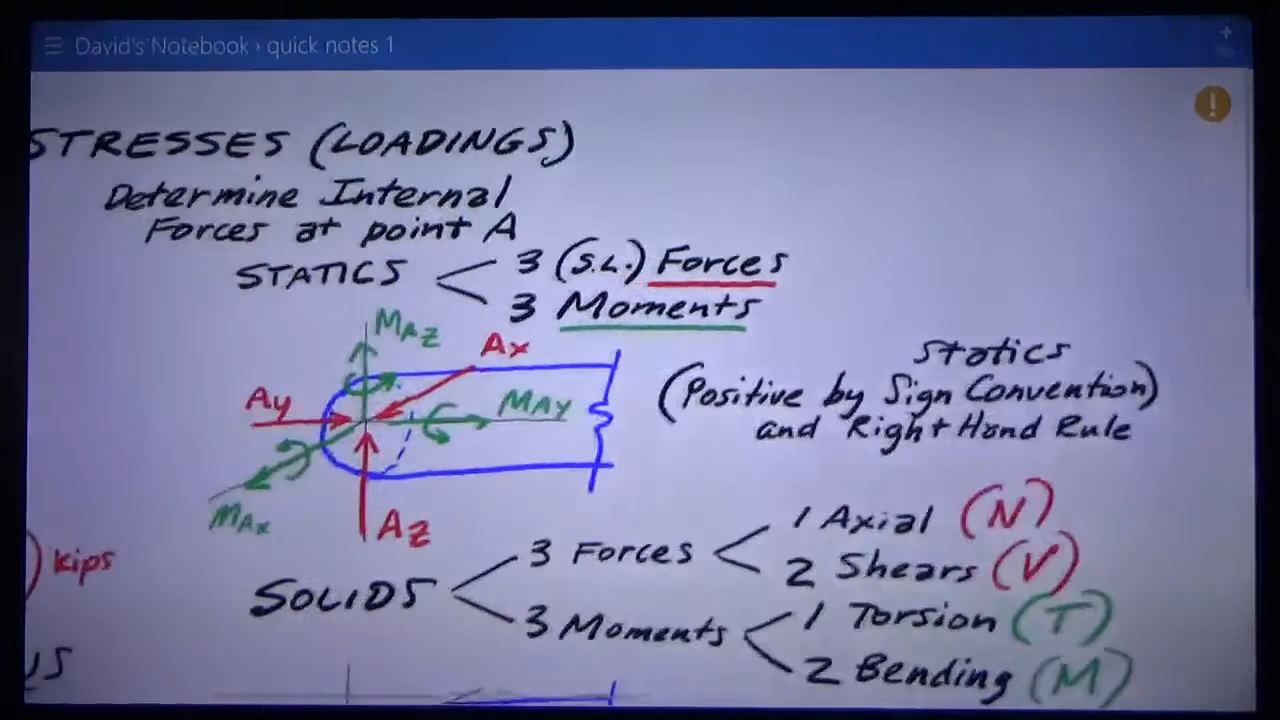 David's Notebook › quick notes 1
STRESSES (LOADINGS)
Determine Internal
Forces at point A
STATICS
3 (S.L.) Forces
3 Moments
MAz
Ax
Ay
MAy
MAx
Az
Statics
(Positive by Sign Convention)
and Right Hand Rule
) kips
SOLIDS
3 Forces
1 Axial (N)
2 Shears (V)
3 Moments
1 Torsion (T)
2 Bending (M)